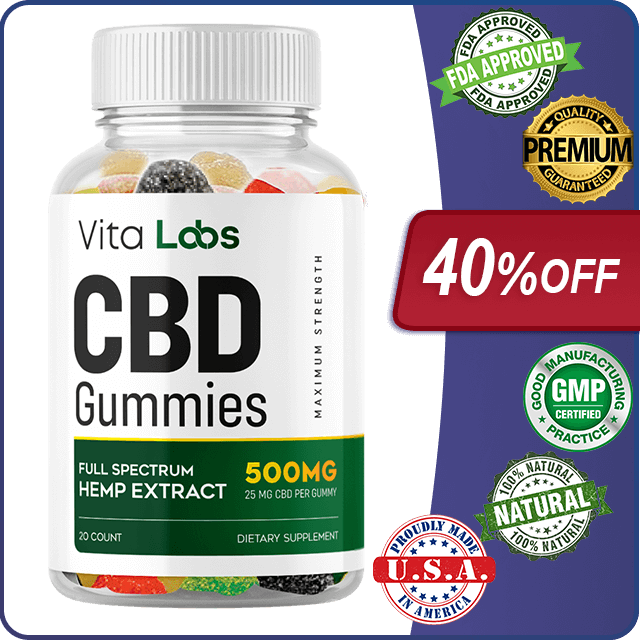 Vita Labs
CBD
Gummies
MAXIMUM STRENGTH
FULL SPECTRUM
HEMP EXTRACT
500MG
25 MG CBD PER GUMMY
20 COUNT
DIETARY SUPPLEMENT
FDA APPROVED
FDA APPROVED
FDA APPROVED
QUALITY
PREMIUM
GUARANTEED
40%OFF
GOOD MANUFACTURING
GMP
CERTIFIED
PRACTICE
100% NATURAL
NATURAL
100% NATURAL
PROUDLY MADE
U.S.A.
IN AMERICA